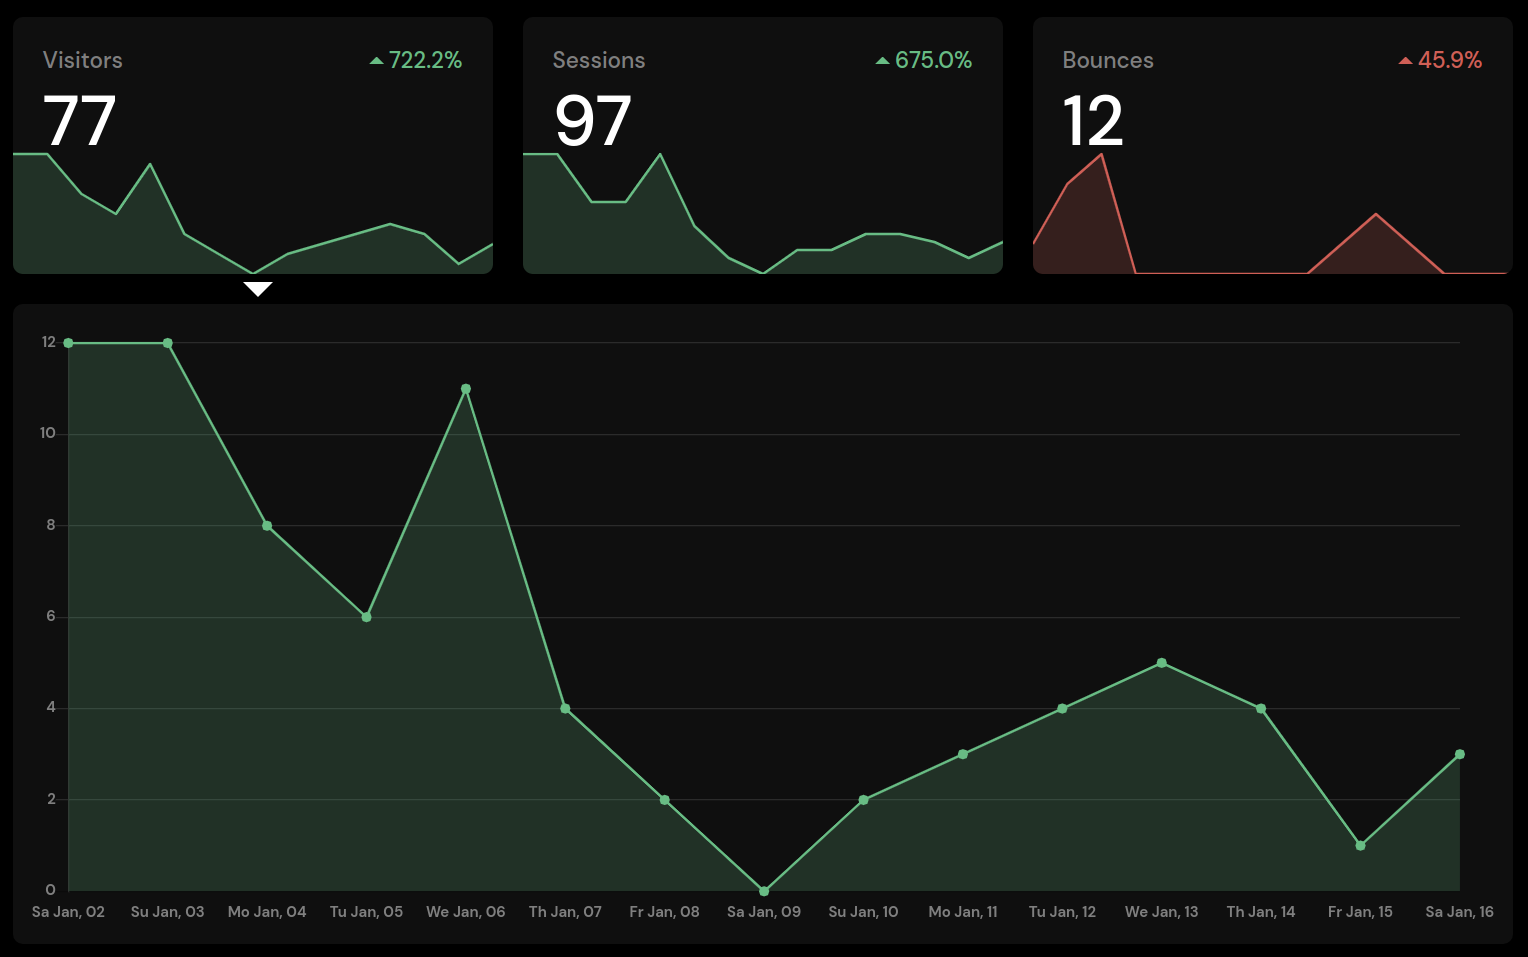 Visitors 722.2%
77
Sessions 675.0%
97
Bounces 45.9%
12
12
10
8
6
4
2
0
Sa Jan, 02 Su Jan, 03 Mo Jan, 04 Tu Jan, 05 We Jan, 06 Th Jan, 07 Fr Jan, 08 Sa Jan, 09 Su Jan, 10 Mo Jan, 11 Tu Jan, 12 We Jan, 13 Th Jan, 14 Fr Jan, 15 Sa Jan, 16